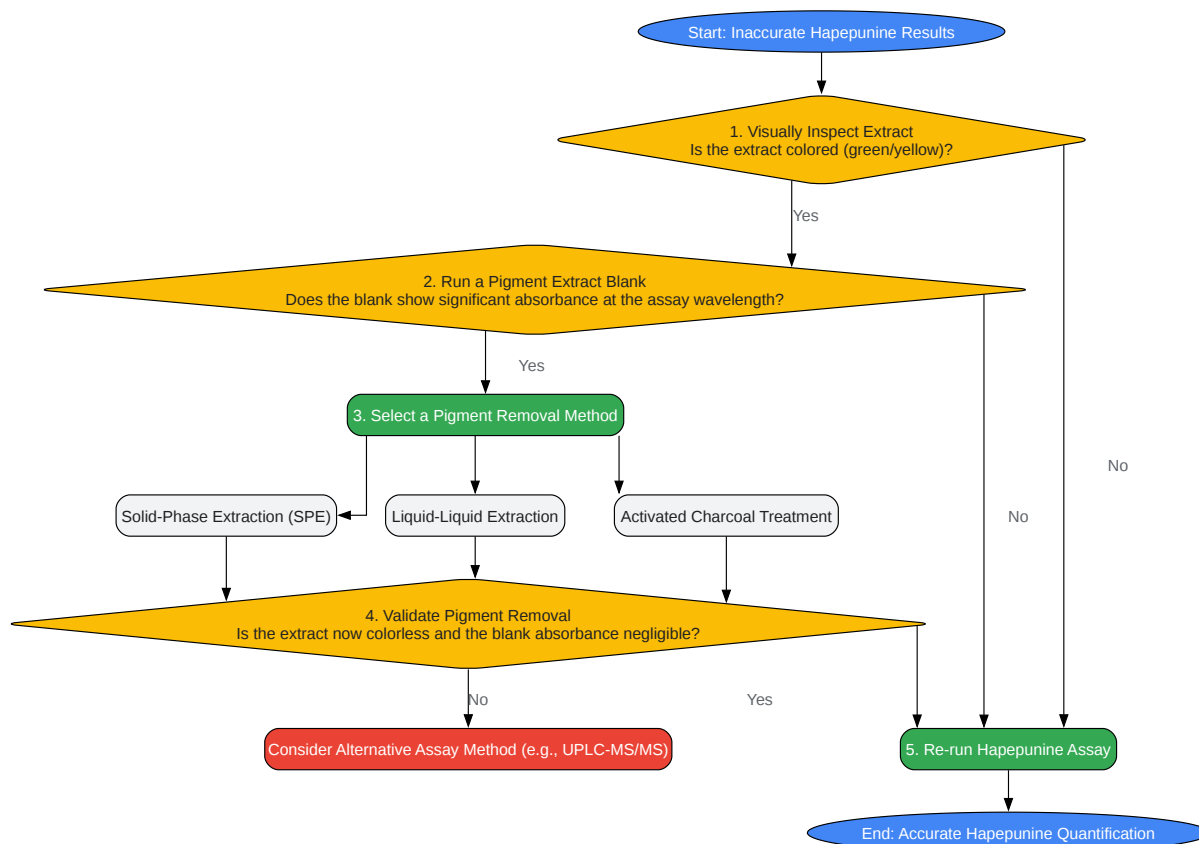 Start: Inaccurate Hapepunine Results
1. Visually Inspect Extract
Is the extract colored (green/yellow)?
Yes
2. Run a Pigment Extract Blank
Does the blank show significant absorbance at the assay wavelength?
Yes
3. Select a Pigment Removal Method
No
Solid-Phase Extraction (SPE)
Liquid-Liquid Extraction
Activated Charcoal Treatment
No
4. Validate Pigment Removal
Is the extract now colorless and the blank absorbance negligible?
No
Yes
Consider Alternative Assay Method (e.g., UPLC-MS/MS)
5. Re-run Hapepunine Assay
End: Accurate Hapepunine Quantification